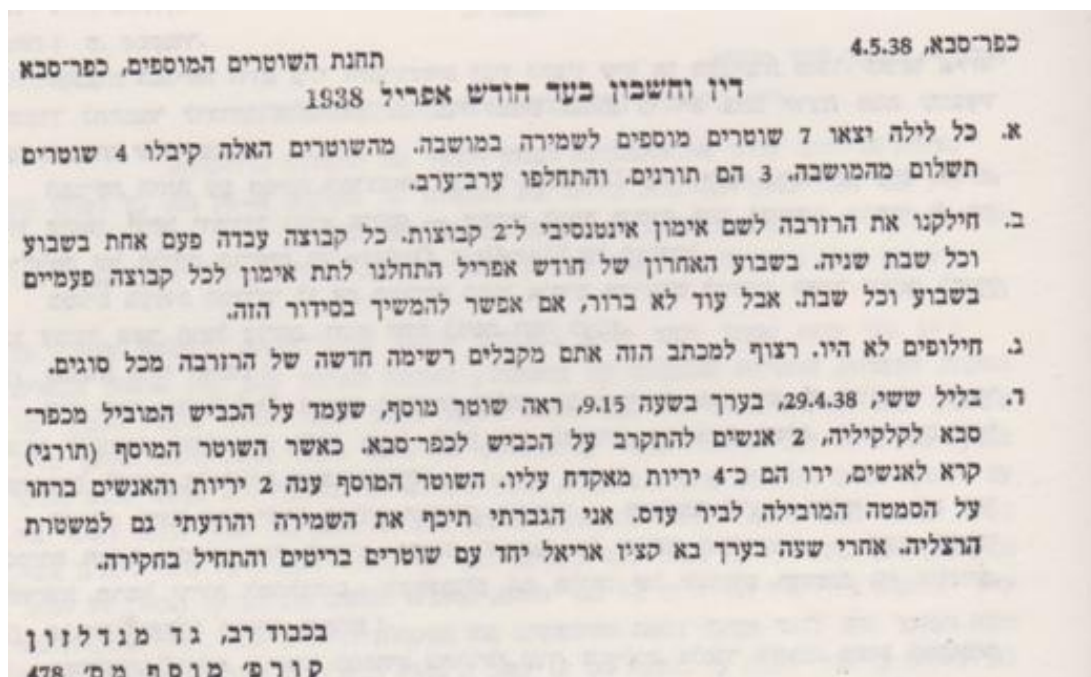 כפר־סבא, 4.5.38
תחנת השוטרים המוספים, כפר־סבא
דין וחשבון בעד חודש אפריל 1938
א. כל לילה יצאו 7 שוטרים מוספים לשמירה במושבה. מהשוטרים האלה קיבלו 4 שוטרים
תשלום מהמושבה. 3 הם תורנים. והתחלפו ערב־ערב.
ב. חילקנו את הרזרבה לשם אימון אינטנסיבי ל־2 קבוצות. כל קבוצה עבדה פעם אחת בשבוע
וכל שבת שניה. בשבוע האחרון של חודש אפריל התחלנו לתת אימון לכל קבוצה פעמיים
בשבוע וכל שבת. אבל עוד לא ברור, אם אפשר להמשיך בסידור הזה.
ג. חילופים לא היו. רצוף למכתב הזה אתם מקבלים רשימה חדשה של הרזרבה מכל סוגים.
ד. בליל ששי, 29.4.38, בערך בשעה 9.15, ראה שוטר מוסף, שעמד על הכביש המוביל מכפר־
סבא לקלקיליה, 2 אנשים להתקרב על הכביש לכפר־סבא. כאשר השוטר המוסף (תורני)
קרא לאנשים, ירו הם כ־4 יריות מאקדח עליו. השוטר המוסף ענה 2 יריות והאנשים ברחו
על הסמטה המובילה לביר עדס. אני הגברתי תיכף את השמירה והודעתי גם למשטרת
הרצליה. אחרי שעה בערך בא קצין אריאל יחד עם שוטרים בריטים והתחיל בחקירה.
בכבוד רב, גד מנדלזון
קורפ' מוסף מס' 478